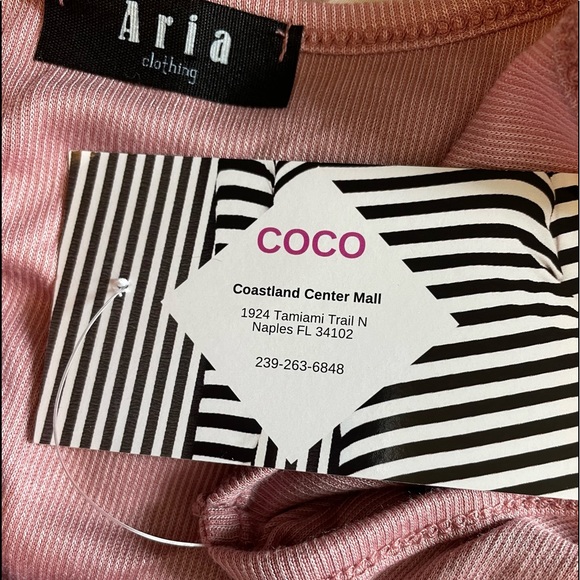 Aria
clothing
COCO
Coastland Center Mall
1924 Tamiami Trail N
Naples FL 34102
239-263-6848